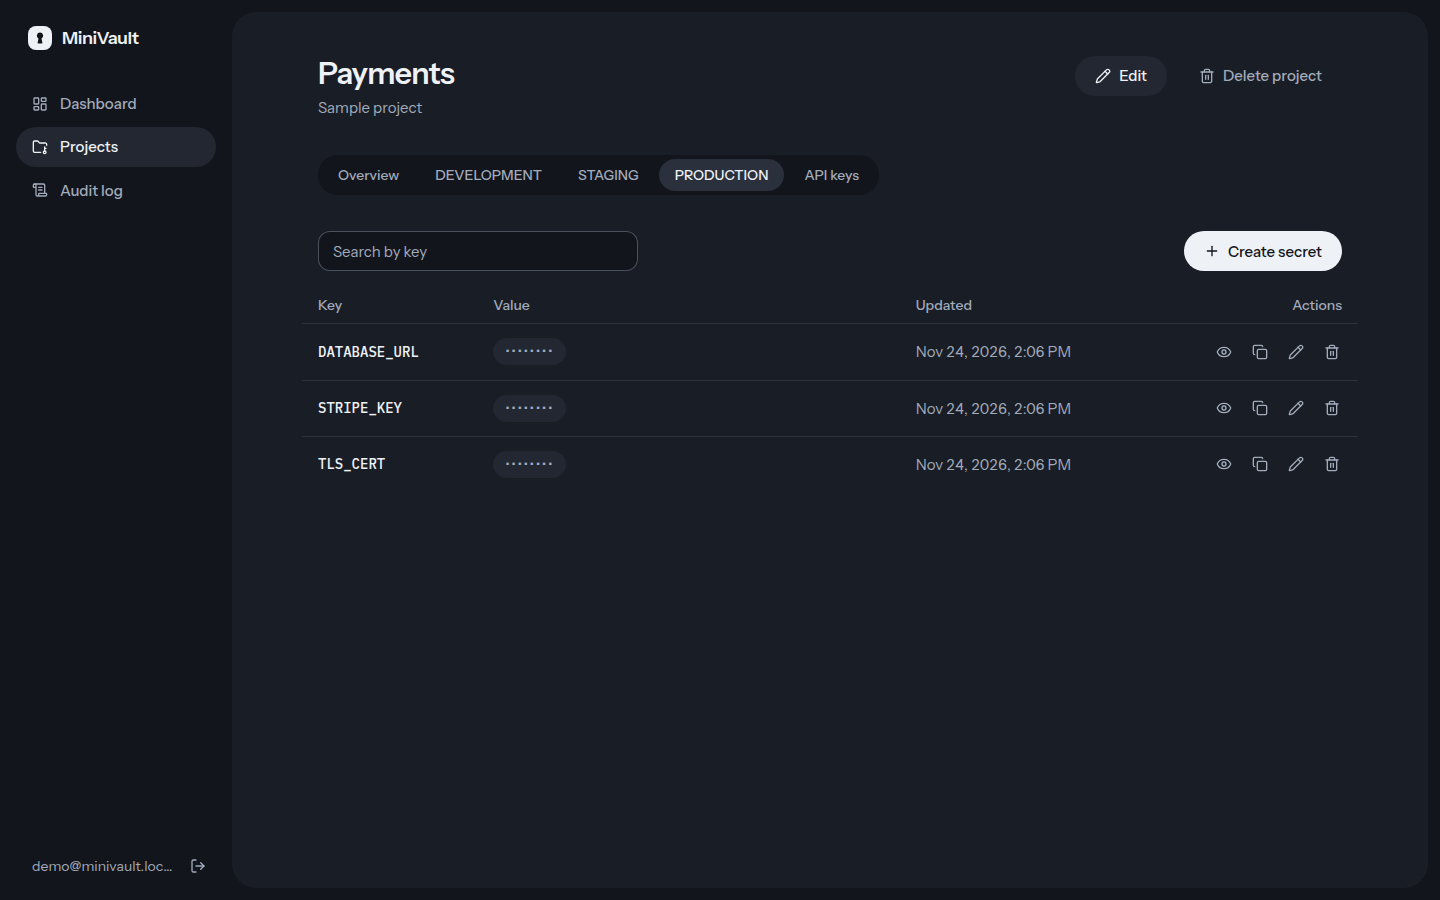 MiniVault
Dashboard
Projects
Audit log
demo@minivault.loc...
Payments
Sample project
Edit
Delete project
Overview
DEVELOPMENT
STAGING
PRODUCTION
API keys
Search by key
Create secret
Key Value Updated Actions
DATABASE_URL •••••••• Nov 24, 2026, 2:06 PM
STRIPE_KEY •••••••• Nov 24, 2026, 2:06 PM
TLS_CERT •••••••• Nov 24, 2026, 2:06 PM